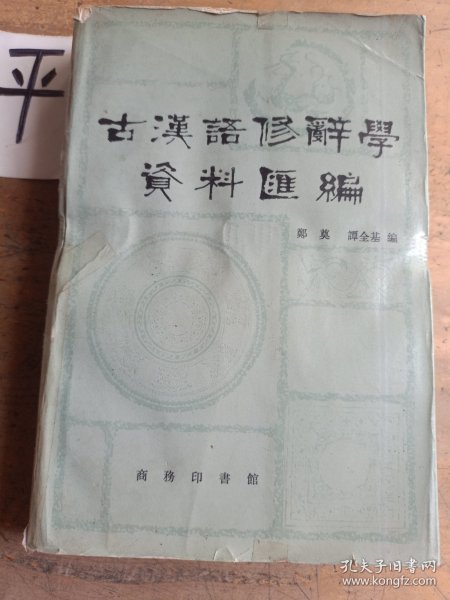 平
古漢語修辭學
資料匯編
鄭奠 譚全基 編
商務印書館
孔夫子旧书网
www.kongfz.com